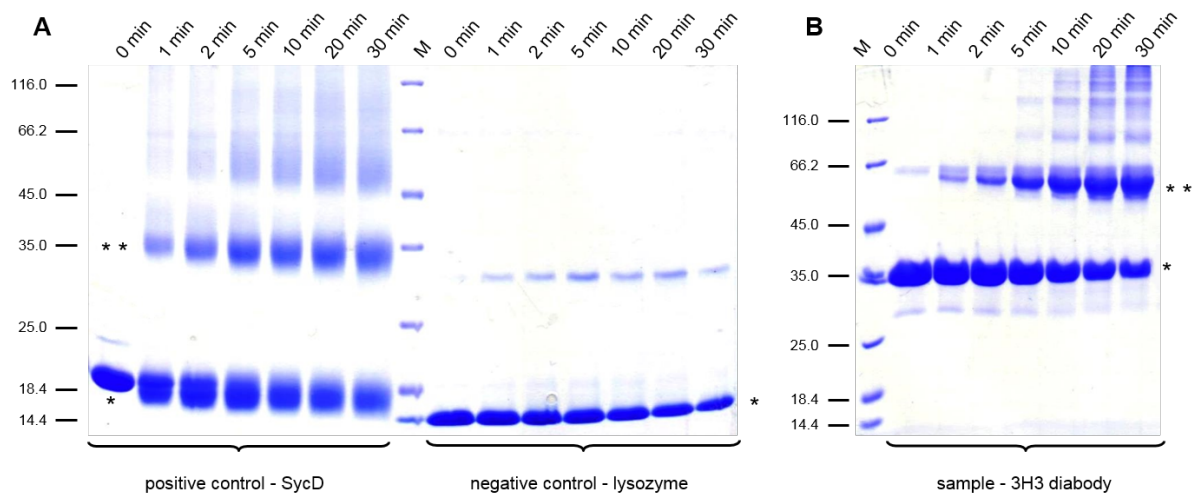 A
0 min 1 min 2 min 5 min 10 min 20 min 30 min M 0 min 1 min 2 min 5 min 10 min 20 min 30 min
116.0
66.2
45.0
* * 35.0
25.0
18.4
*
*
14.4
positive control - SycD
negative control - lysozyme
B
M 0 min 1 min 2 min 5 min 10 min 20 min 30 min
116.0
66.2
* *
45.0
35.0 *
25.0
18.4
14.4
sample - 3H3 diabody